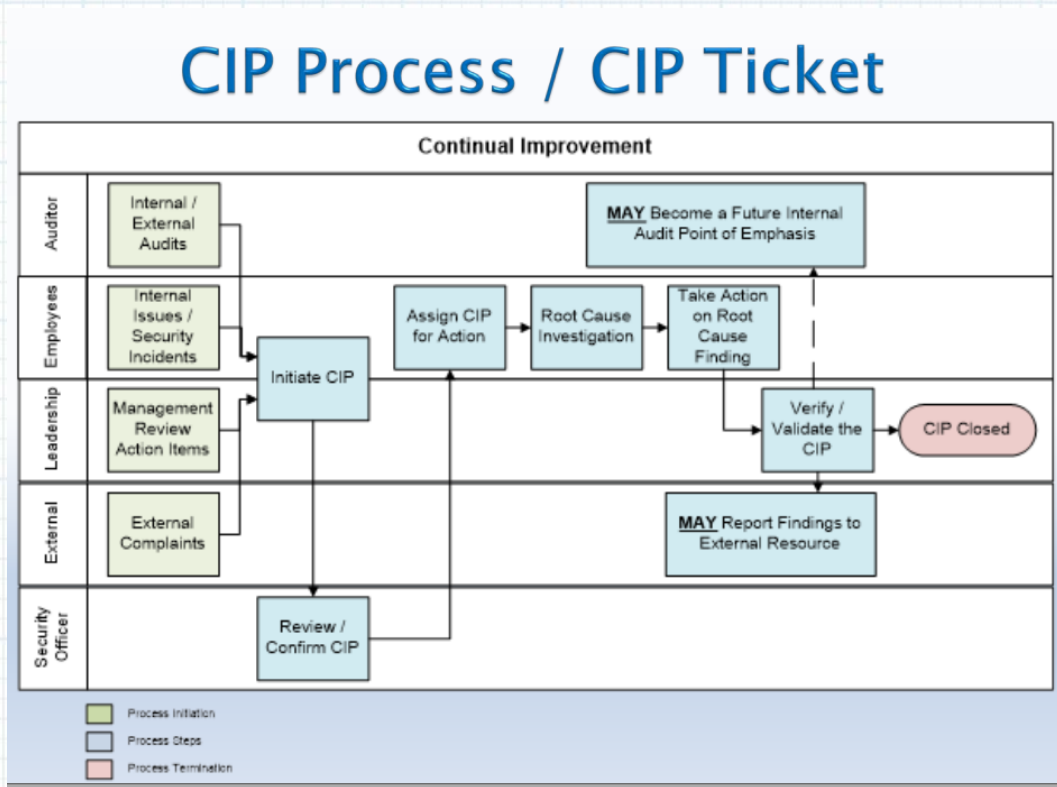 CIP Process / CIP Ticket
Continual Improvement
Auditor
Internal /
External
Audits
MAY Become a Future Internal
Audit Point of Emphasis
Employees
Internal
Issues /
Security
Incidents
Initiate CIP
Assign CIP
for Action
Root Cause
Investigation
Take Action
on Root
Cause
Finding
Leadership
Management
Review
Action Items
Verify /
Validate the
CIP
CIP Closed
External
External
Complaints
MAY Report Findings to
External Resource
Security
Officer
Review /
Confirm CIP
Process Initiation
Process Steps
Process Termination